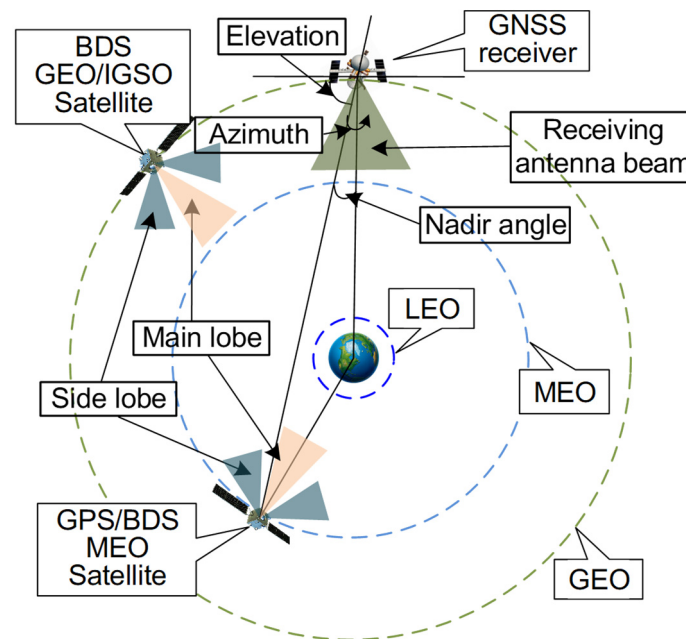 BDS
GEO/IGSO
Satellite
Elevation
GNSS
receiver
Azimuth
Receiving
antenna beam
Nadir angle
LEO
Main lobe
MEO
Side lobe
GPS/BDS
MEO
Satellite
GEO